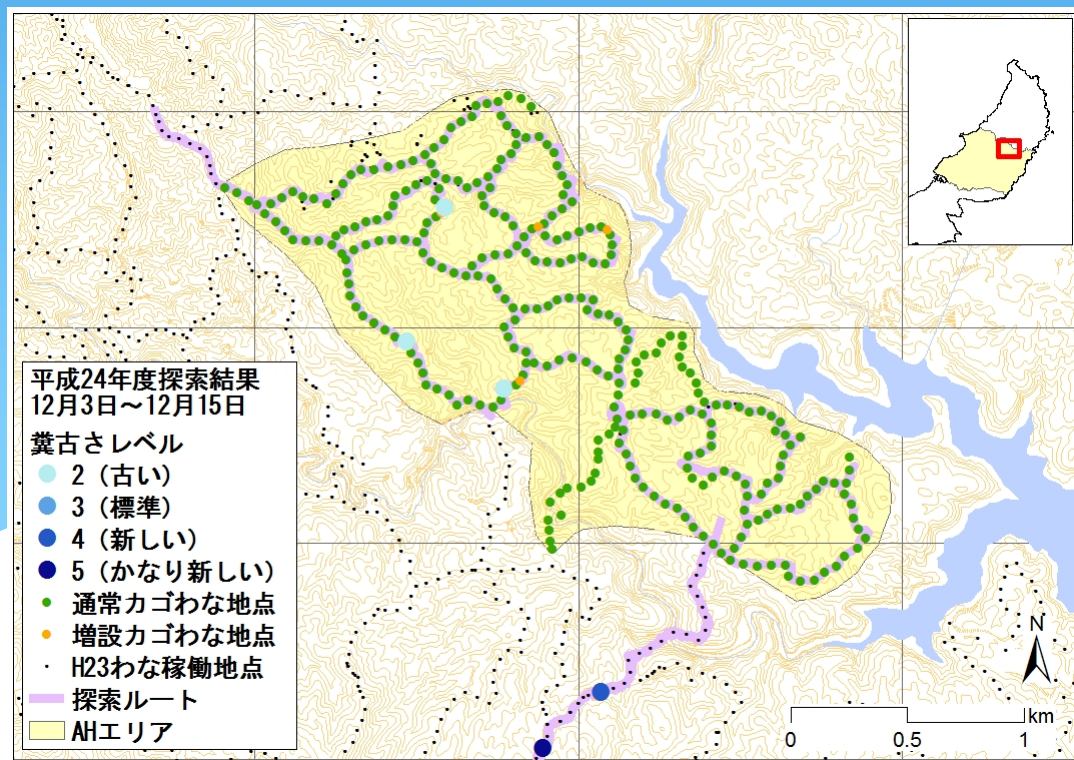 平成24年度探索結果
12月3日～12月15日
糞古さレベル
2（古い）
3（標準）
4（新しい）
5（かなり新しい）
通常カゴわな地点
増設カゴわな地点
H23わな稼働地点
探索ルート
AHエリア
N
km
0 0.5 1